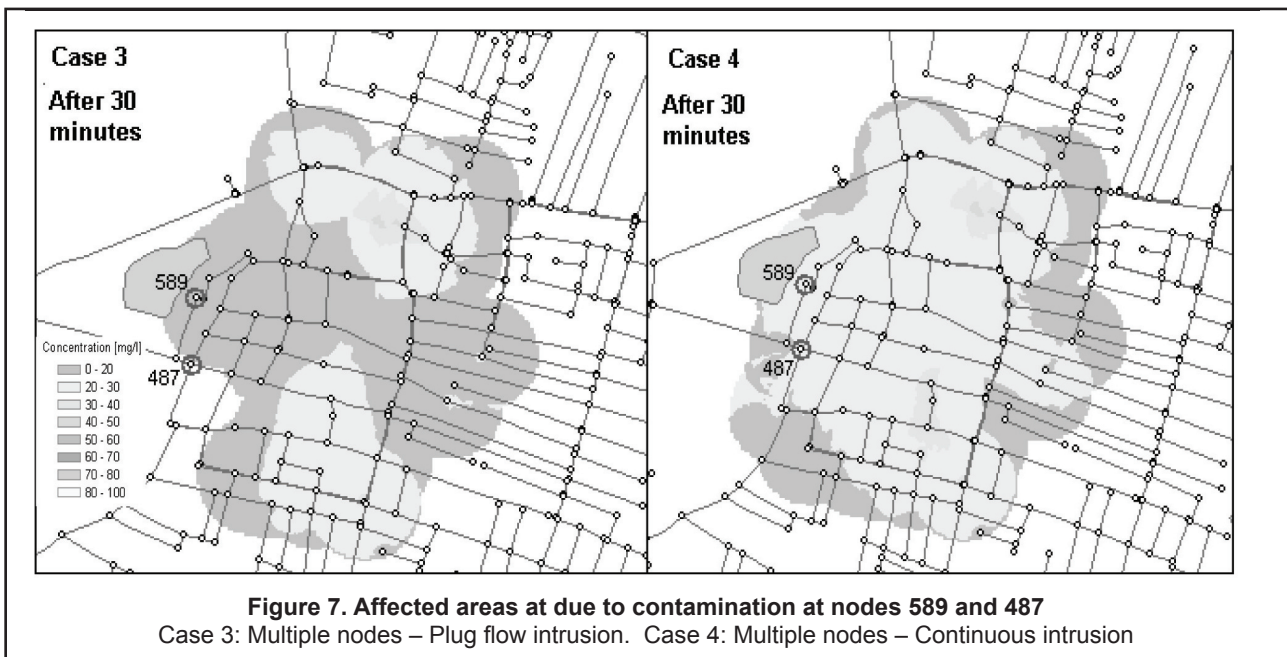 Case 3
After 30
minutes
589
487
Concentration [mg/l]
0 - 20
20 - 30
30 - 40
40 - 50
50 - 60
60 - 70
70 - 80
80 - 100
Case 4
After 30
minutes
589
487
Figure 7. Affected areas at due to contamination at nodes 589 and 487
Case 3: Multiple nodes – Plug flow intrusion. Case 4: Multiple nodes – Continuous intrusion